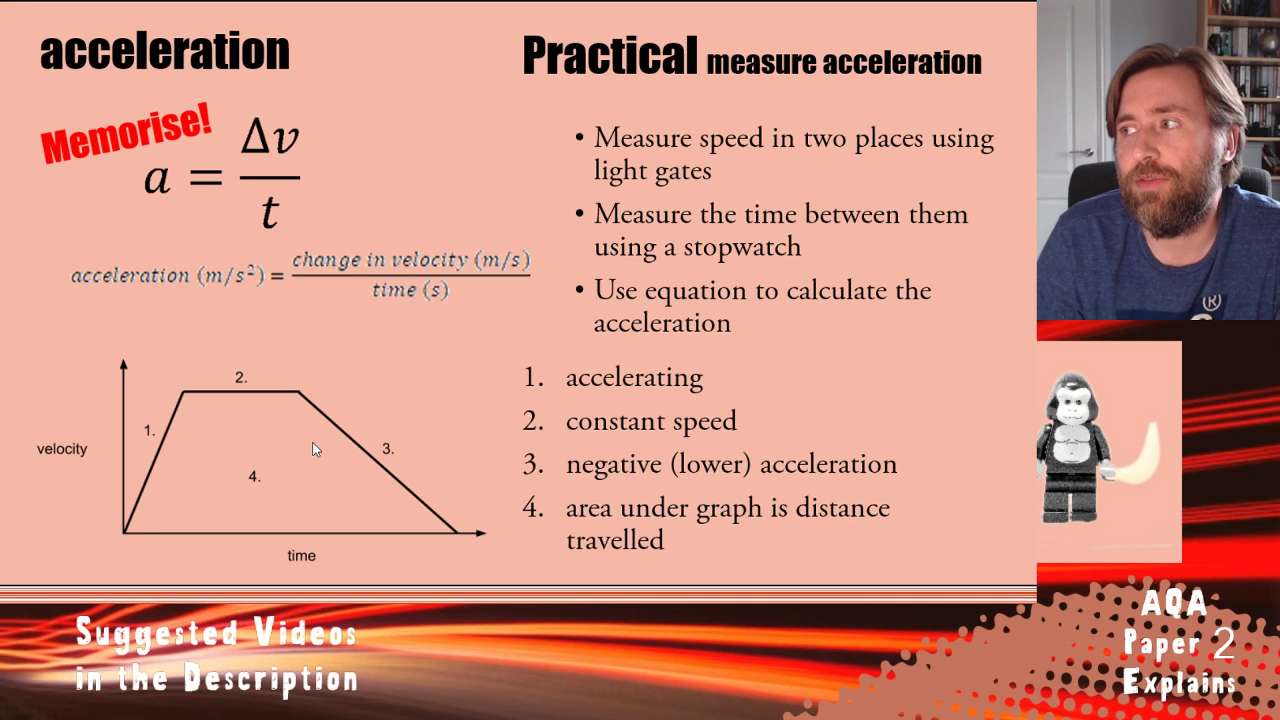 acceleration
Memorise!
a = Δv / t
acceleration (m/s²) = change in velocity (m/s) / time (s)
velocity
1.
2.
3.
4.
time
Practical measure acceleration
• Measure speed in two places using
light gates
• Measure the time between them
using a stopwatch
• Use equation to calculate the
acceleration
1. accelerating
2. constant speed
3. negative (lower) acceleration
4. area under graph is distance
travelled
(R)
Suggested Videos
in the Description
AQA
Paper 2
Explains